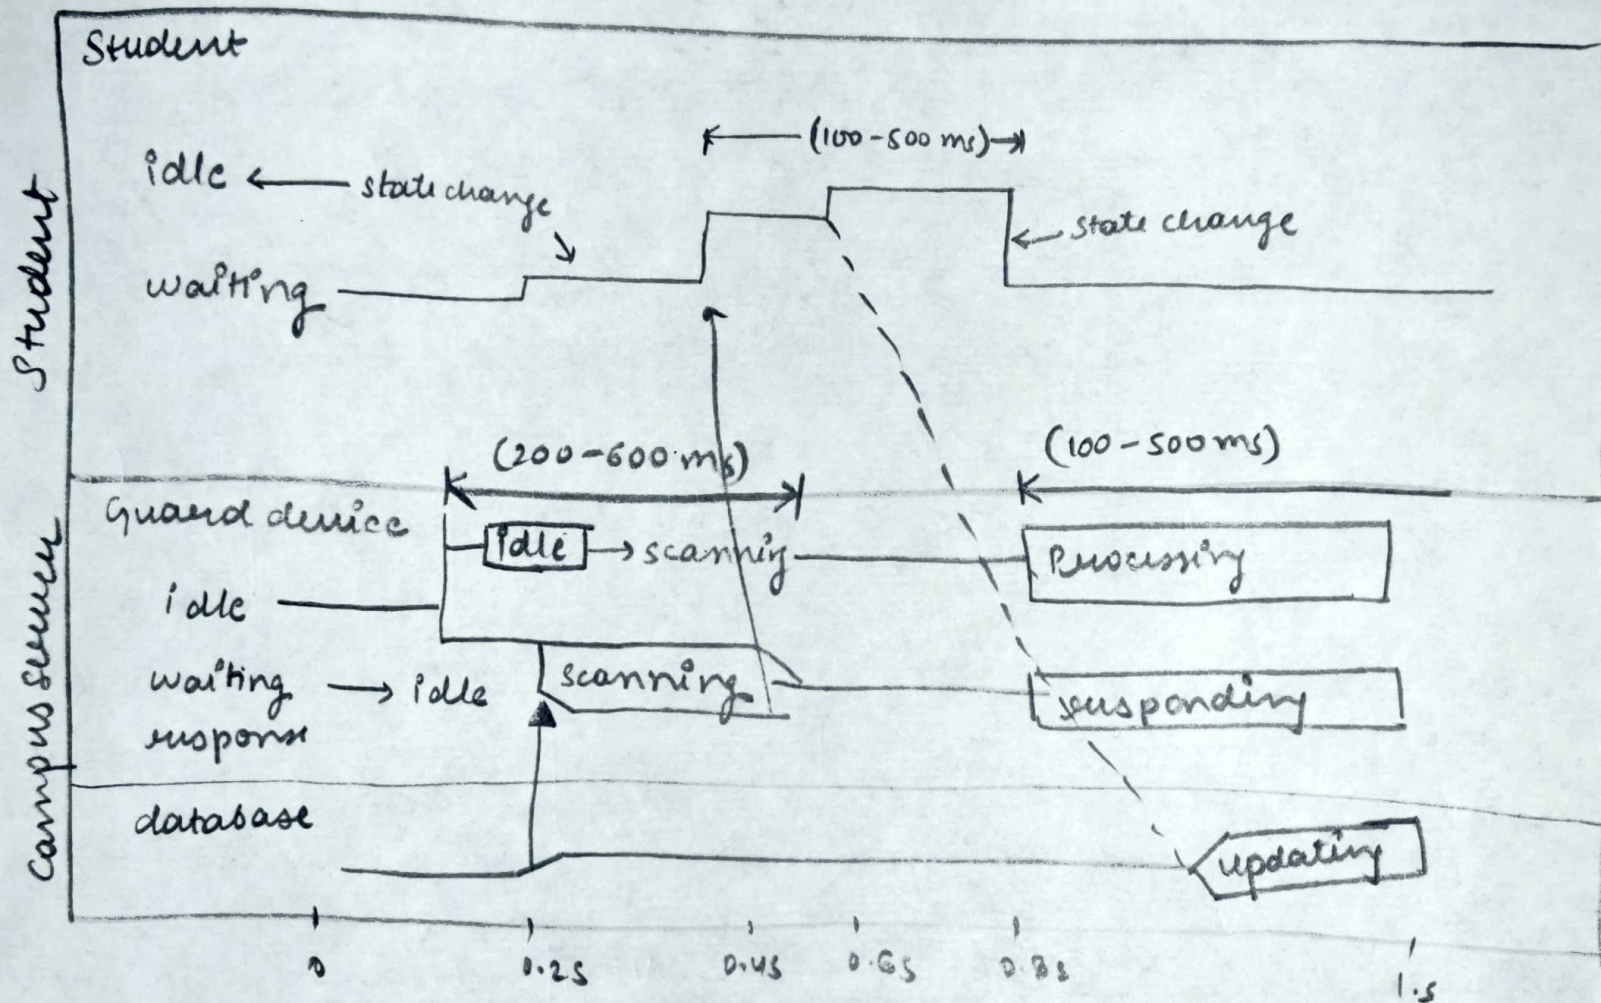 Student
Student
(100-500 ms)
idle ← state change
← state change
waiting
(200-600 ms)
(100-500 ms)
Campus Server
Guard device
idle → scanning
Processing
idle
waiting → idle
scanning
responding
response
database
updating
0
0.2s
0.4s
0.6s
0.8s
1.s